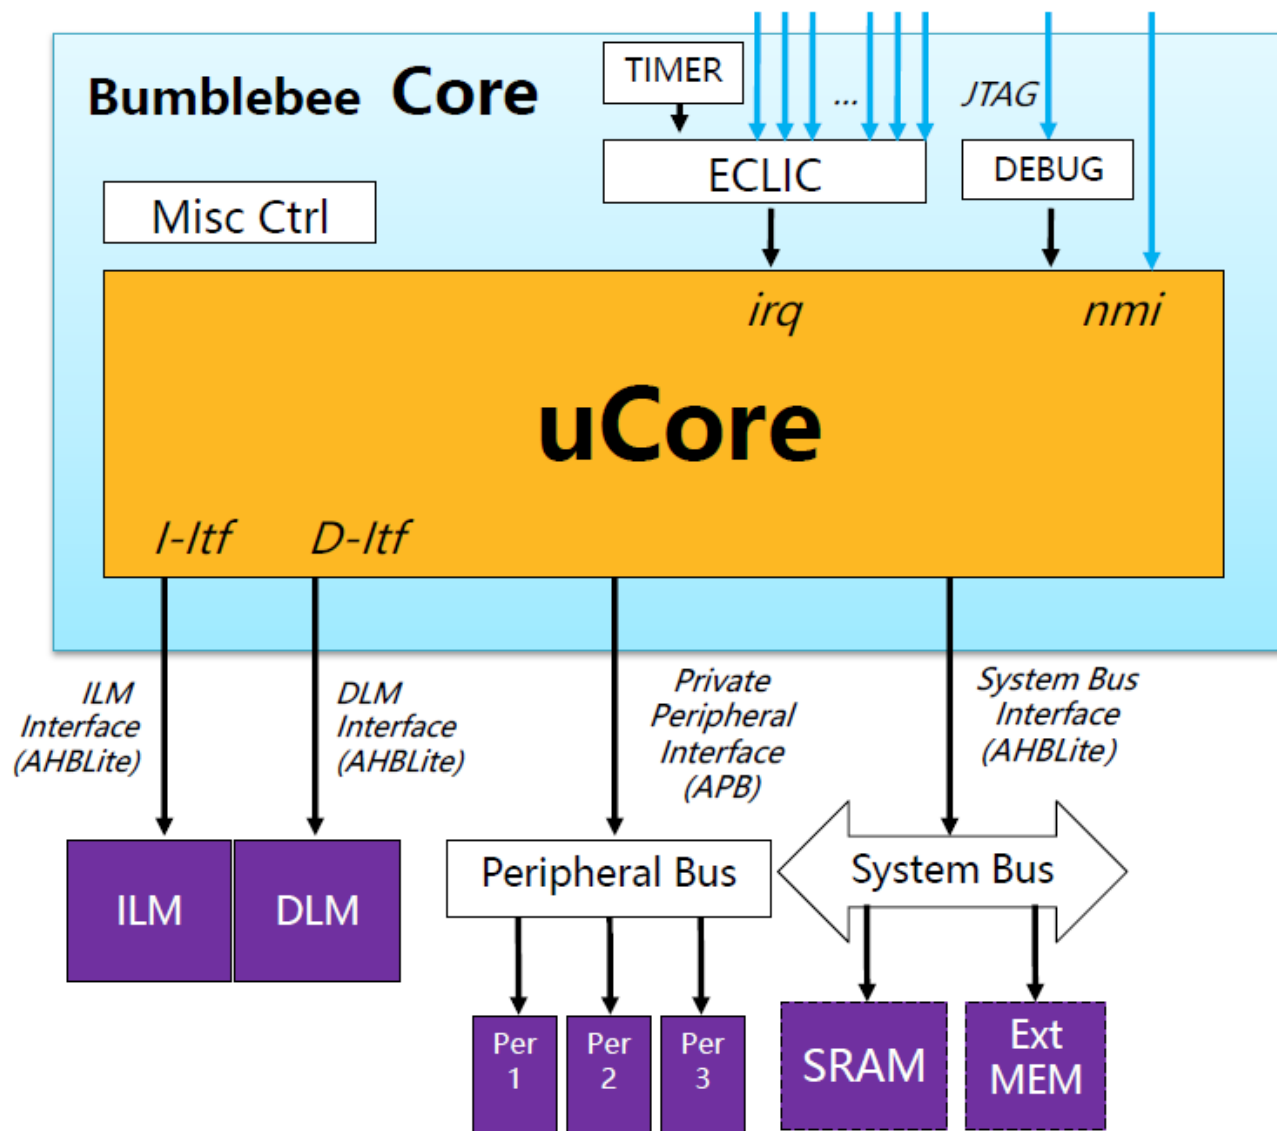 Bumblebee Core
TIMER
...
JTAG
ECLIC
DEBUG
Misc Ctrl
irq
nmi
uCore
I-Itf
D-Itf
ILM
Interface
(AHBLite)
DLM
Interface
(AHBLite)
Private
Peripheral
Interface
(APB)
System Bus
Interface
(AHBLite)
ILM
DLM
Peripheral Bus
System Bus
Per
1
Per
2
Per
3
SRAM
Ext
MEM